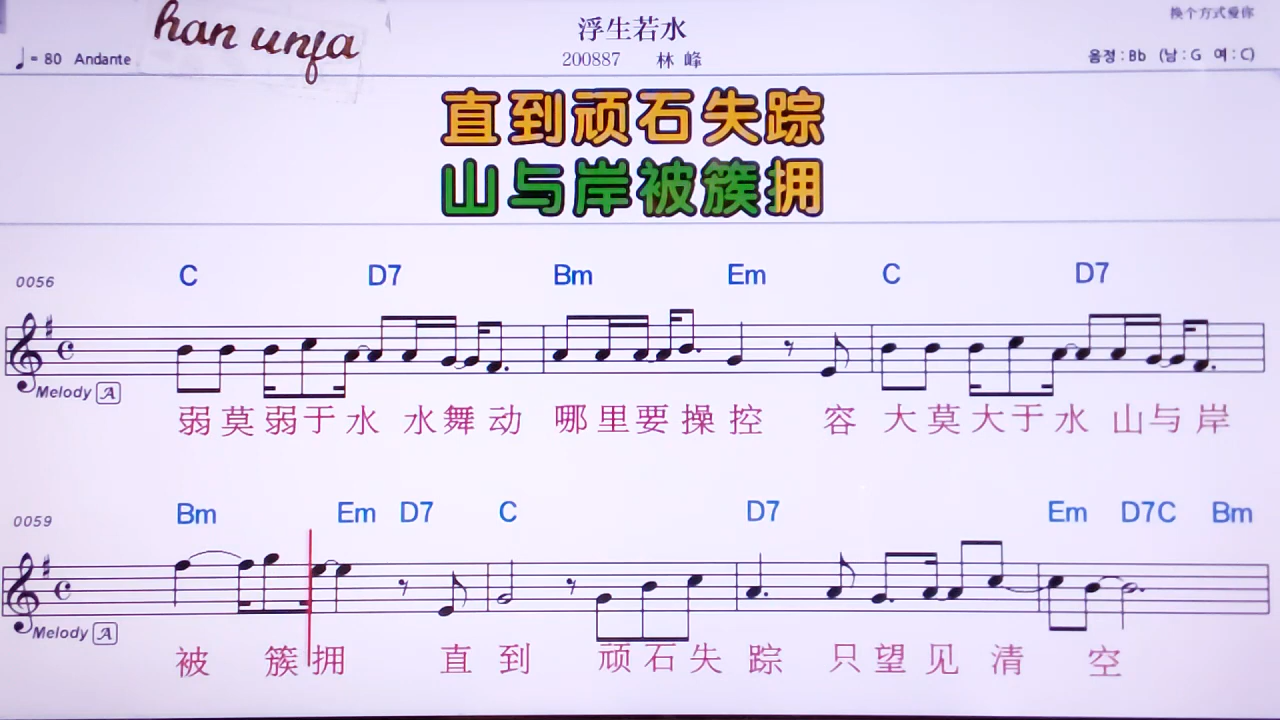 han unfa
浮生若水
换个方式爱你
♩= 80 Andante
200887 林 峰
음정 : Bb (남 : G 여 : C)
直到顽石失踪
山与岸被簇拥
0056
C D7 Bm Em C D7
Melody A
弱 莫 弱 于 水 水 舞 动 哪 里 要 操 控 容 大 莫 大 于 水 山 与 岸
0059
Bm Em D7 C D7 Em D7C Bm
Melody A
被 簇 拥 直 到 顽 石 失 踪 只 望 见 清 空